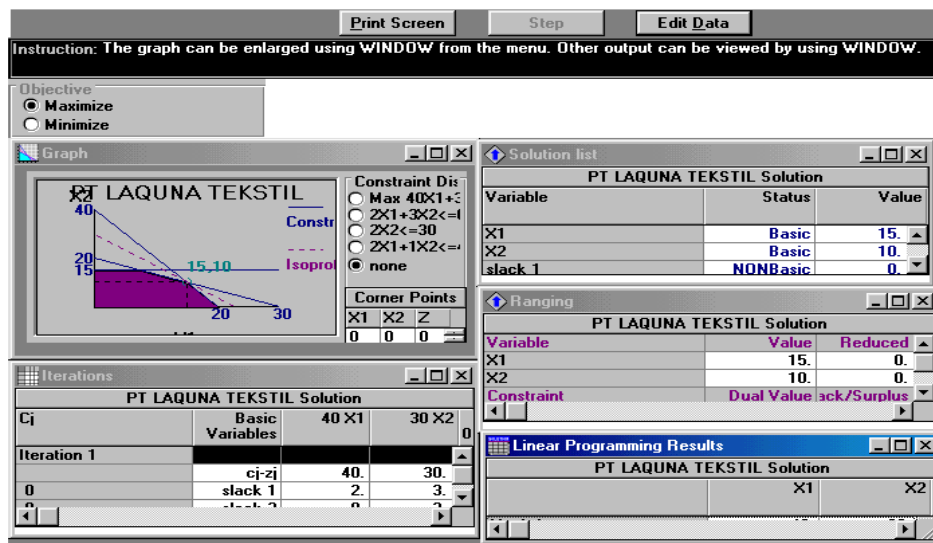 Print Screen Step Edit Data
Instruction: The graph can be enlarged using WINDOW from the menu. Other output can be viewed by using WINDOW.
Objective
Maximize
Minimize
Graph
PT LAQUNA TEKSTIL
X2
40
20
15
15,10
20 30
Constr
Isoprof
Constraint Dis
Max 40X1+3
2X1+3X2<=
2X2<=30
2X1+1X2<=
none
Corner Points
X1 X2 Z
0 0 0
Solution list
PT LAQUNA TEKSTIL Solution
Variable Status Value
X1 Basic 15.
X2 Basic 10.
slack 1 NONBasic 0.
Ranging
PT LAQUNA TEKSTIL Solution
Variable Value Reduced
X1 15. 0.
X2 10. 0.
Constraint Dual Value ack/Surplus
Iterations
PT LAQUNA TEKSTIL Solution
Cj Basic Variables 40 X1 30 X2 0
Iteration 1
cj-zj 40. 30.
0 slack 1 2. 3.
Linear Programming Results
PT LAQUNA TEKSTIL Solution
X1 X2